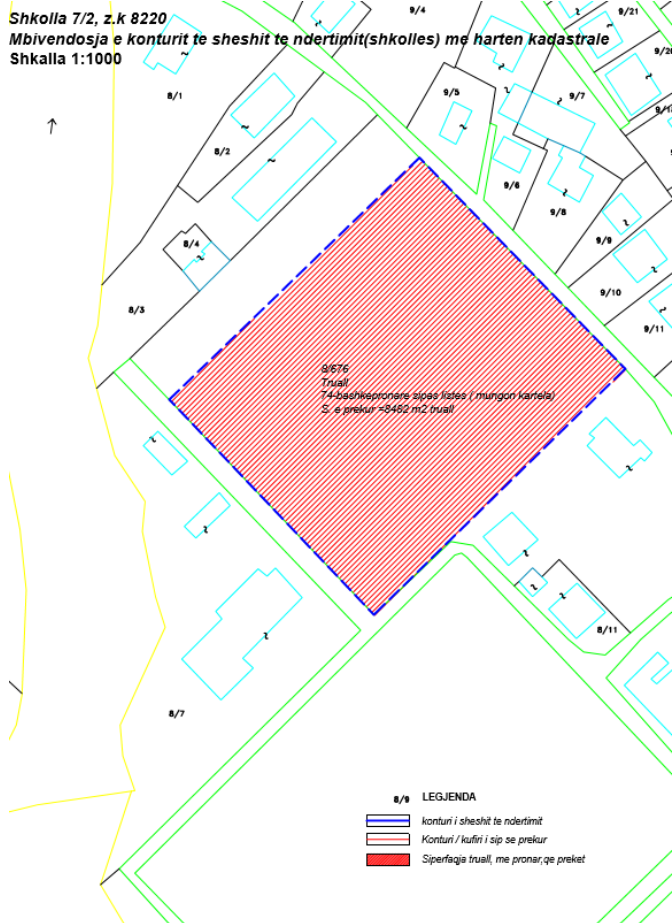 Shkolla 7/2, z.k 8220
Mbivendosja e konturit te sheshit te ndertimit(shkolles) me harten kadastrale
Shkalla 1:1000
9/4
9/21
9/20
8/1
9/5
9/7
8/2
9/6
9/8
8/4
9/9
9/10
8/3
9/11
8/676
Truall
74-bashkepronare sipas listes ( mungon kartela)
S. e prekur =8482 m2 truall
8/11
8/7
8/9 LEGJENDA
konturi i sheshit te ndertimit
Konturi / kufiri i sip se prekur
Siperfaqja truall, me pronar,qe preket